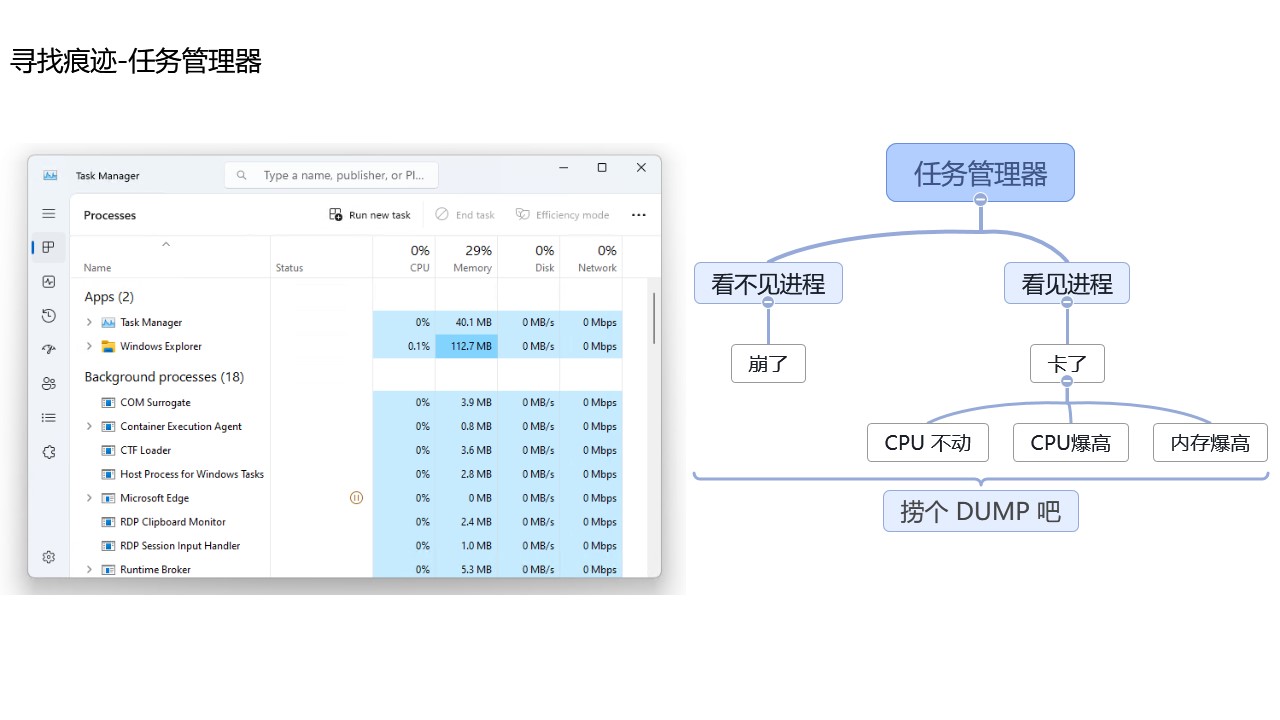 寻找痕迹-任务管理器
Task Manager
Type a name, publisher, or Pl...
Processes
Run new task
End task
Efficiency mode
0% 29% 0% 0%
Name Status CPU Memory Disk Network
Apps (2)
Task Manager 0% 40.1 MB 0 MB/s 0 Mbps
Windows Explorer 0.1% 112.7 MB 0 MB/s 0 Mbps
Background processes (18)
COM Surrogate 0% 3.9 MB 0 MB/s 0 Mbps
Container Execution Agent 0% 0.8 MB 0 MB/s 0 Mbps
CTF Loader 0% 3.6 MB 0 MB/s 0 Mbps
Host Process for Windows Tasks 0% 2.8 MB 0 MB/s 0 Mbps
Microsoft Edge 0% 0 MB 0 MB/s 0 Mbps
RDP Clipboard Monitor 0% 2.4 MB 0 MB/s 0 Mbps
RDP Session Input Handler 0% 1.0 MB 0 MB/s 0 Mbps
Runtime Broker 0% 5.3 MB 0 MB/s 0 Mbps
任务管理器
看不见进程
看见进程
崩了
卡了
CPU 不动
CPU爆高
内存爆高
捞个 DUMP 吧